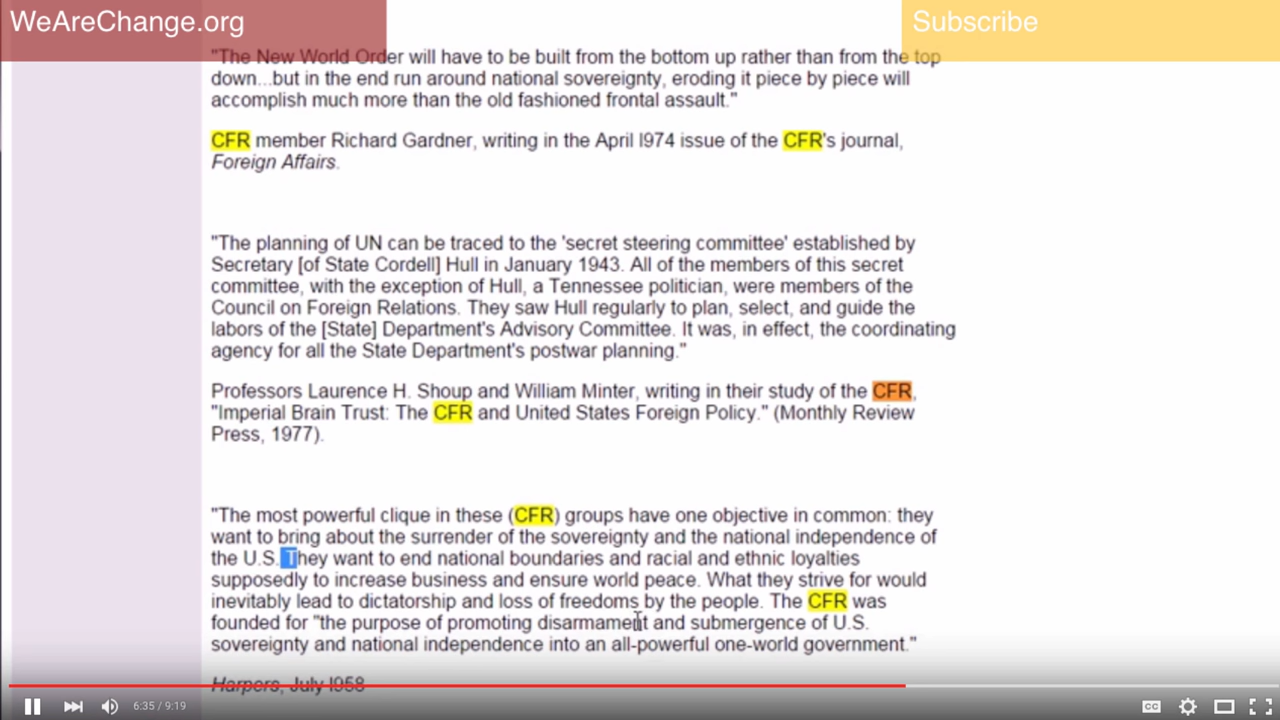 WeAreChange.org
Subscribe
"The New World Order will have to be built from the bottom up rather than from the top
down...but in the end run around national sovereignty, eroding it piece by piece will
accomplish much more than the old fashioned frontal assault."
CFR member Richard Gardner, writing in the April l974 issue of the CFR's journal,
Foreign Affairs.
"The planning of UN can be traced to the 'secret steering committee' established by
Secretary [of State Cordell] Hull in January 1943. All of the members of this secret
committee, with the exception of Hull, a Tennessee politician, were members of the
Council on Foreign Relations. They saw Hull regularly to plan, select, and guide the
labors of the [State] Department's Advisory Committee. It was, in effect, the coordinating
agency for all the State Department's postwar planning."
Professors Laurence H. Shoup and William Minter, writing in their study of the CFR,
"Imperial Brain Trust: The CFR and United States Foreign Policy." (Monthly Review
Press, 1977).
"The most powerful clique in these (CFR) groups have one objective in common: they
want to bring about the surrender of the sovereignty and the national independence of
the U.S. They want to end national boundaries and racial and ethnic loyalties
supposedly to increase business and ensure world peace. What they strive for would
inevitably lead to dictatorship and loss of freedoms by the people. The CFR was
founded for "the purpose of promoting disarmament and submergence of U.S.
sovereignty and national independence into an all-powerful one-world government."
Harpers, July l958
6:35 / 9:19
CC